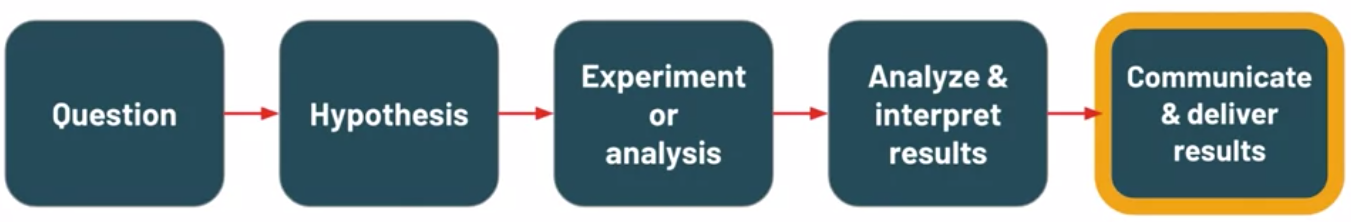 Question
Hypothesis
Experiment
or
analysis
Analyze &
interpret
results
Communicate
& deliver
results